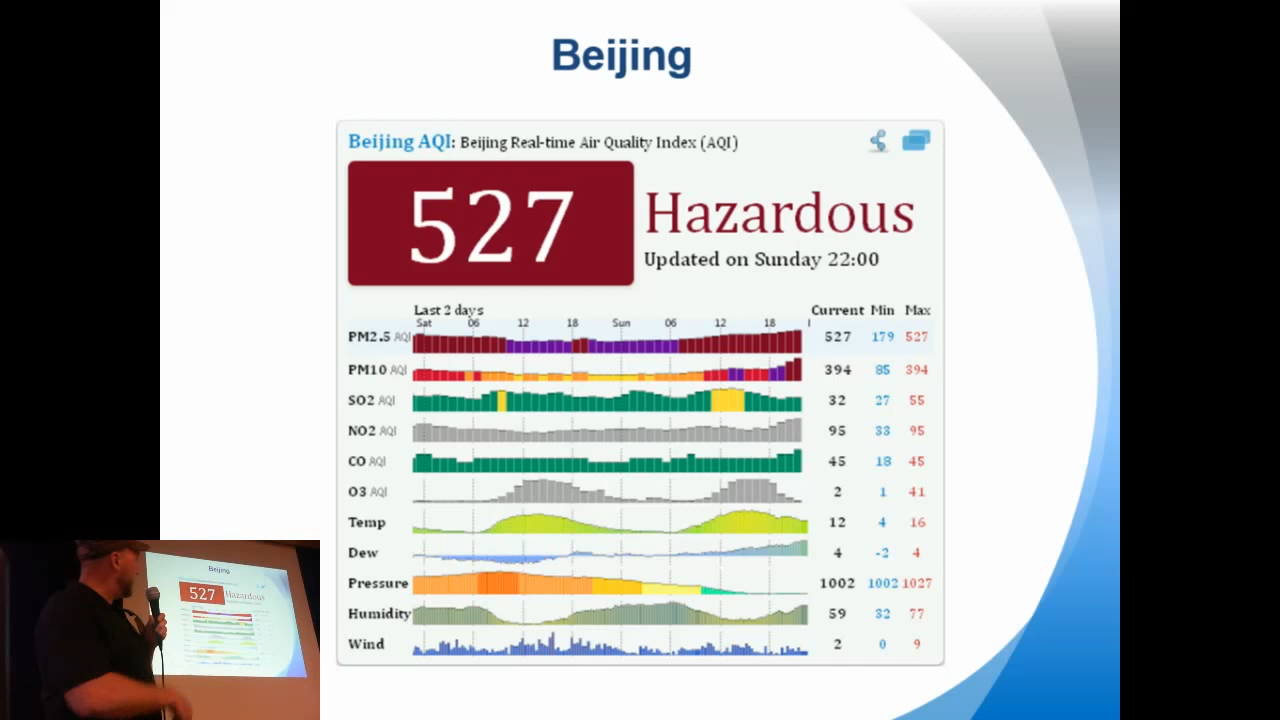 Beijing
Beijing AQI: Beijing Real-time Air Quality Index (AQI)
527
Hazardous
Updated on Sunday 22:00
Last 2 days Current Min Max
Sat 06 12 18 Sun 06 12 18
PM2.5 AQI 527 179 527
PM10 AQI 394 85 394
SO2 AQI 32 27 55
NO2 AQI 95 33 95
CO AQI 45 18 45
O3 AQI 2 1 41
Temp 12 4 16
Dew 4 -2 4
Pressure 1002 1002 1027
Humidity 59 32 77
Wind 2 0 9
Beijing
527 Hazardous